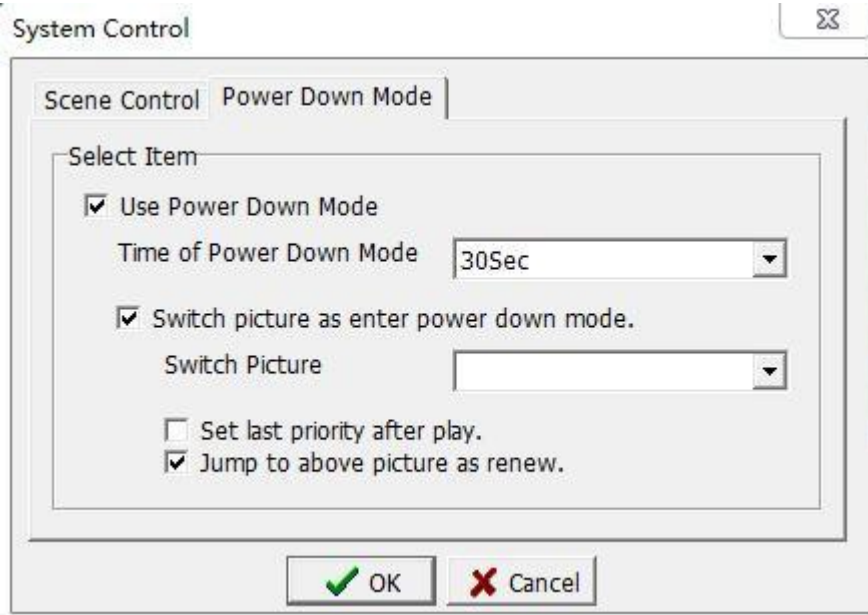 System Control
Scene Control Power Down Mode
Select Item
Use Power Down Mode
Time of Power Down Mode 30Sec
Switch picture as enter power down mode.
Switch Picture
Set last priority after play.
Jump to above picture as renew.
OK Cancel